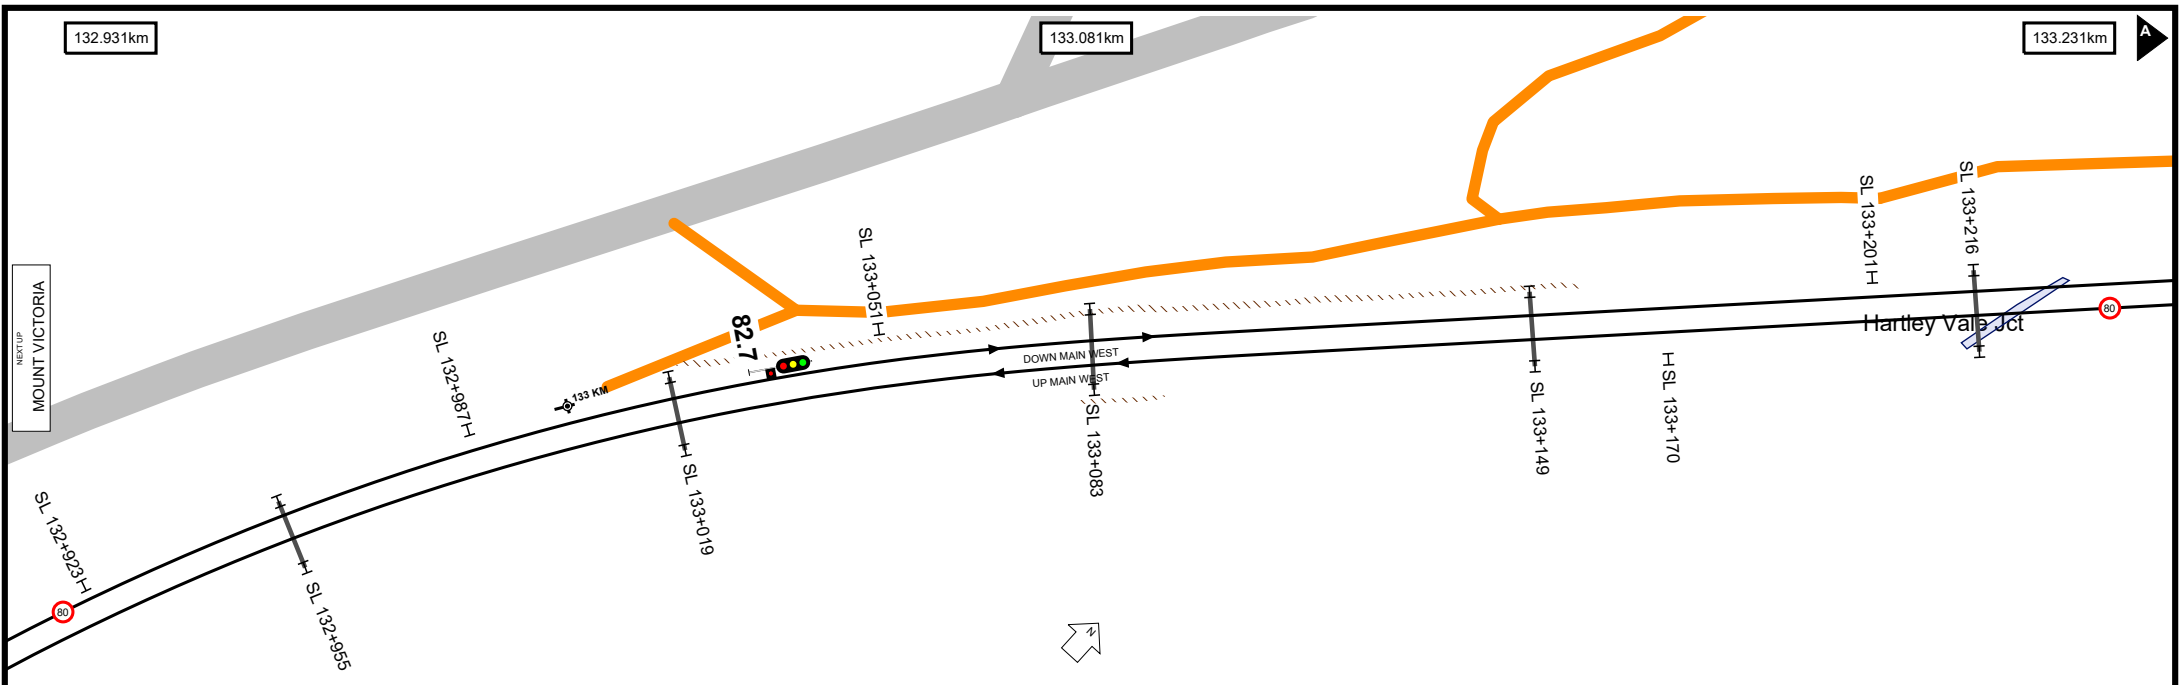 132.931km
133.081km
133.231km
A
NEXT UP
MOUNT VICTORIA
SL 132+923
80
SL 132+955
SL 132+987
133 KM
SL 133+019
82.7
SL 133+051
DOWN MAIN WEST
UP MAIN WEST
SL 133+083
SL 133+149
SL 133+170
SL 133+201
SL 133+216
Hartley Vale Jct
80
N